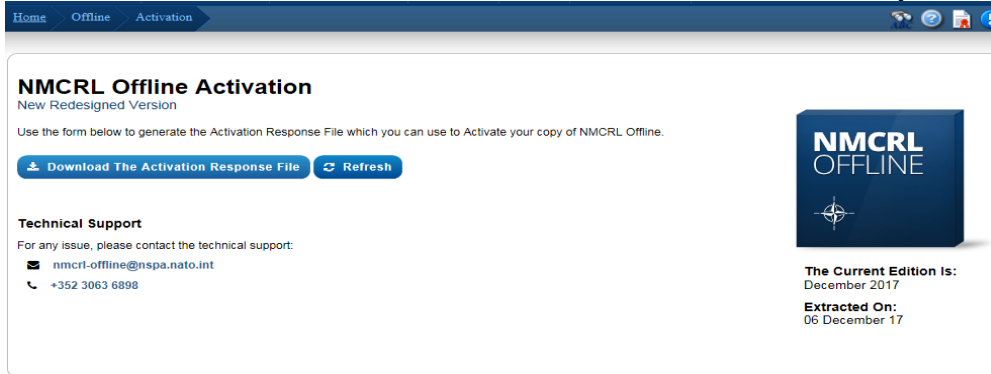 Home Offline Activation
NMCRL Offline Activation
New Redesigned Version
Use the form below to generate the Activation Response File which you can use to Activate your copy of NMCRL Offline.
Download The Activation Response File Refresh
NMCRL
OFFLINE
Technical Support
For any issue, please contact the technical support:
nmcrl-offline@nspa.nato.int
+352 3063 6898
The Current Edition Is:
December 2017
Extracted On:
06 December 17